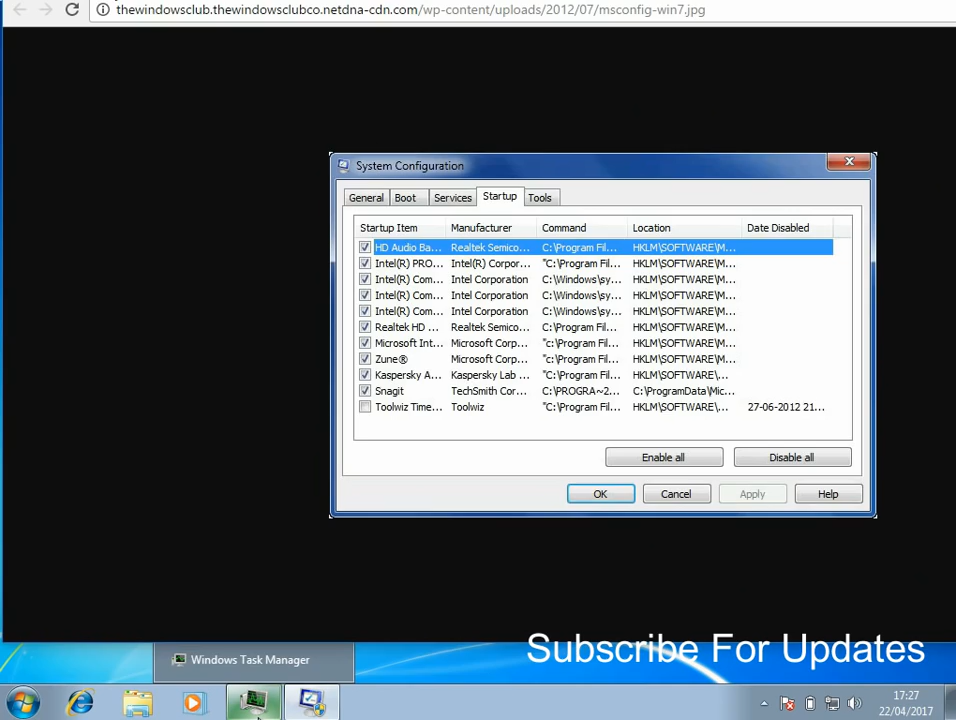 thewindowsclub.thewindowsclubco.netdna-cdn.com/wp-content/uploads/2012/07/msconfig-win7.jpg
System Configuration
General Boot Services Startup Tools
Startup Item Manufacturer Command Location Date Disabled
HD Audio Ba... Realtek Semico... C:\Program Fil... HKLM\SOFTWARE\M...
Intel(R) PRO... Intel(R) Corpor... "C:\Program Fil... HKLM\SOFTWARE\M...
Intel(R) Com... Intel Corporation C:\Windows\sy... HKLM\SOFTWARE\M...
Intel(R) Com... Intel Corporation C:\Windows\sy... HKLM\SOFTWARE\M...
Intel(R) Com... Intel Corporation C:\Windows\sy... HKLM\SOFTWARE\M...
Realtek HD ... Realtek Semico... C:\Program Fil... HKLM\SOFTWARE\M...
Microsoft Int... Microsoft Corp... "c:\Program Fil... HKLM\SOFTWARE\M...
Zune® Microsoft Corp... "c:\Program Fil... HKLM\SOFTWARE\M...
Kaspersky A... Kaspersky Lab ... "C:\Program Fil... HKLM\SOFTWARE\...
Snagit TechSmith Cor... C:\PROGRA~2... C:\ProgramData\Mic...
Toolwiz Time... Toolwiz "C:\Program Fil... HKLM\SOFTWARE\... 27-06-2012 21...
Enable all Disable all
OK Cancel Apply Help
Subscribe For Updates
Windows Task Manager
17:27
22/04/2017